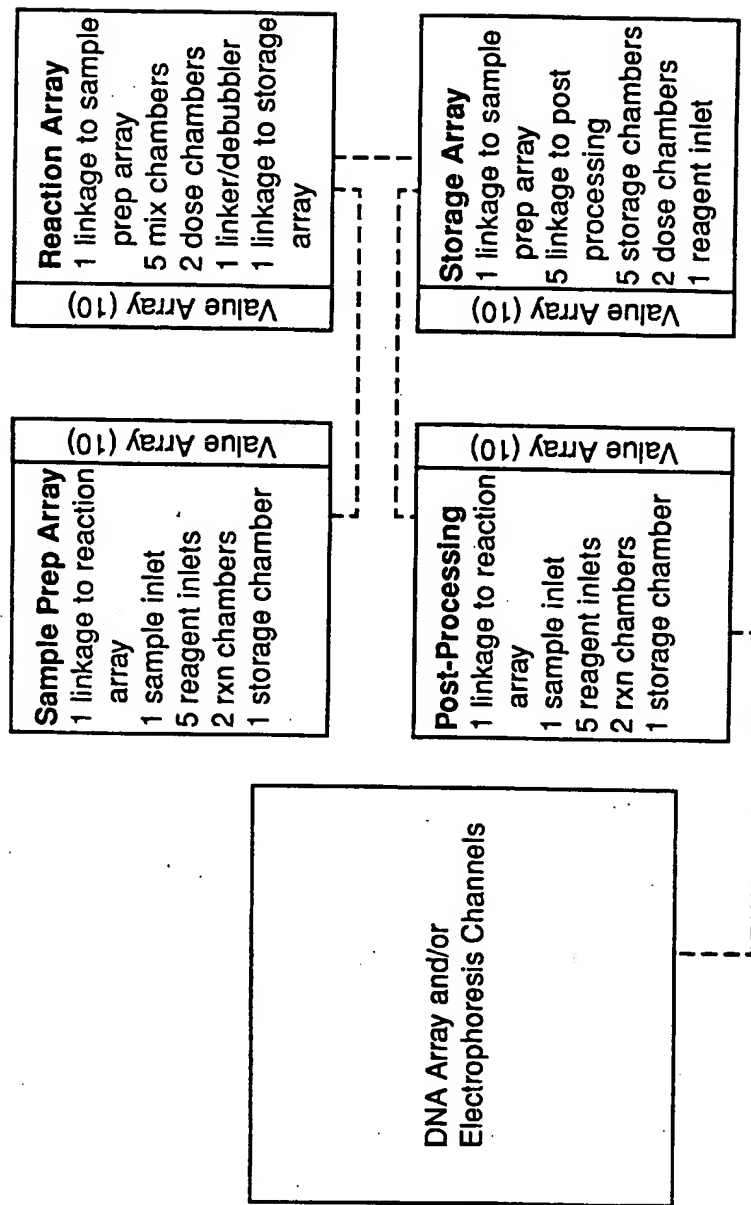 Sample Prep Array
1 linkage to reaction
array
1 sample inlet
5 reagent inlets
2 rxn chambers
1 storage chamber
Value Array (10)
Reaction Array
1 linkage to sample
prep array
5 mix chambers
2 dose chambers
1 linker/debubbler
1 linkage to storage
array
Value Array (10)
DNA Array and/or
Electrophoresis Channels
Post-Processing
1 linkage to reaction
array
1 sample inlet
5 reagent inlets
2 rxn chambers
1 storage chamber
Value Array (10)
Storage Array
1 linkage to sample
prep array
5 linkage to post
processing
5 storage chambers
2 dose chambers
1 reagent inlet
Value Array (10)